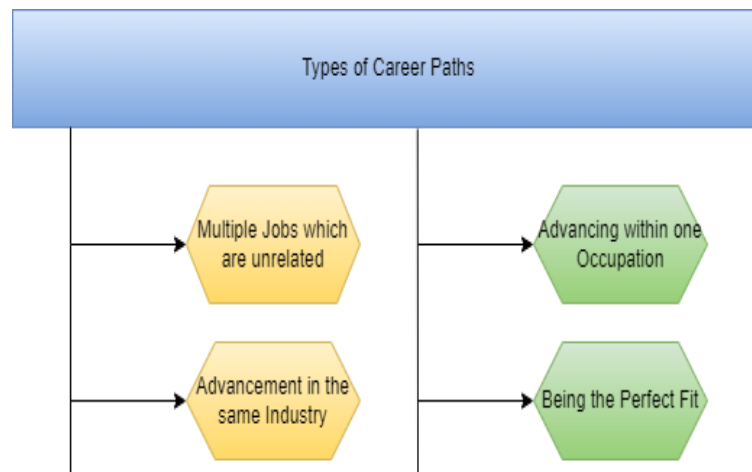 Types of Career Paths
Multiple Jobs which
are unrelated
Advancing within one
Occupation
Advancement in the
same Industry
Being the Perfect Fit